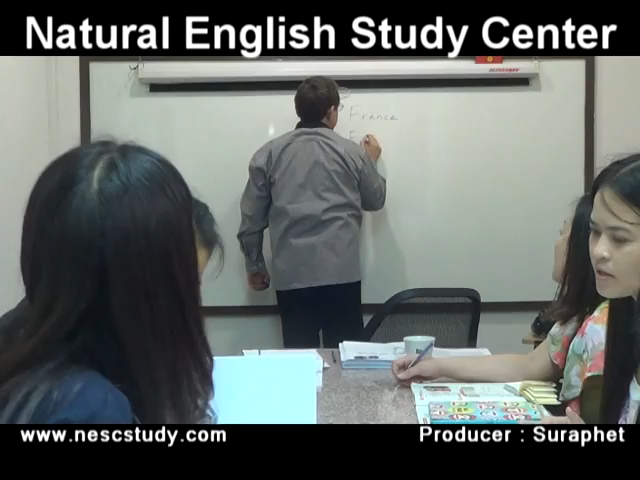 Natural English Study Center
France
www.nescstudy.com
Producer : Suraphet